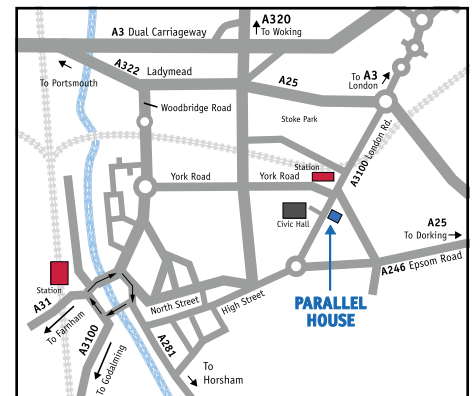 A320
To Woking
A3 Dual Carriageway
A322
Ladymead
To Portsmouth
A25
To A3
London
Woodbridge Road
Stoke Park
A3100 London Rd.
Station
York Road
York Road
Civic Hall
A25
To Dorking
A246 Epsom Road
Station
A31
To Farnham
North Street
High Street
PARALLEL
HOUSE
A3100
To Godalming
A281
To
Horsham